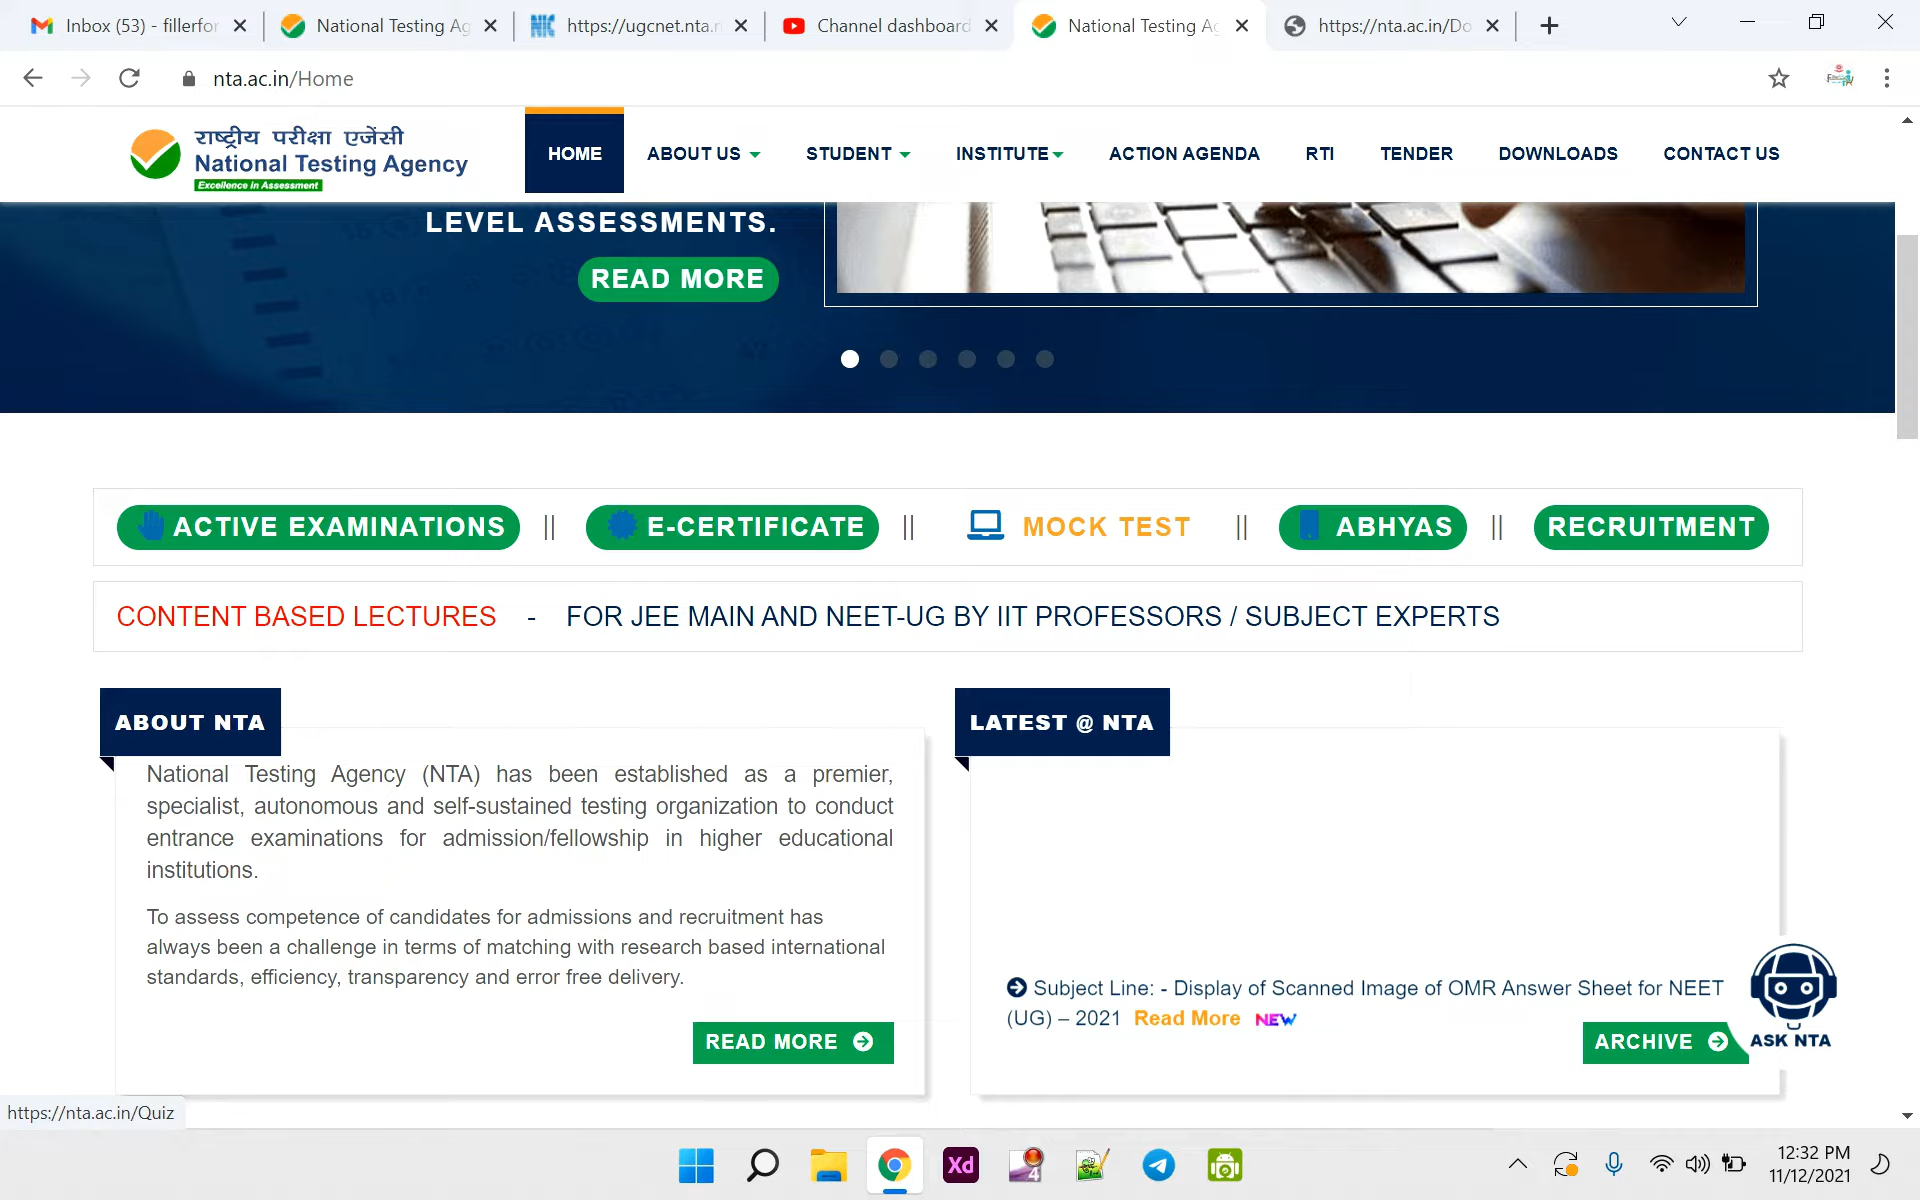 Inbox (53) - fillerfor
National Testing Ag
https://ugcnet.nta.n
Channel dashboard
National Testing Ag
https://nta.ac.in/Do
nta.ac.in/Home
राष्ट्रीय परीक्षा एजेंसी
National Testing Agency
Excellence in Assessment
HOME
ABOUT US
STUDENT
INSTITUTE
ACTION AGENDA
RTI
TENDER
DOWNLOADS
CONTACT US
LEVEL ASSESSMENTS.
READ MORE
ACTIVE EXAMINATIONS || E-CERTIFICATE || MOCK TEST || ABHYAS || RECRUITMENT
CONTENT BASED LECTURES - FOR JEE MAIN AND NEET-UG BY IIT PROFESSORS / SUBJECT EXPERTS
ABOUT NTA
National Testing Agency (NTA) has been established as a premier,
specialist, autonomous and self-sustained testing organization to conduct
entrance examinations for admission/fellowship in higher educational
institutions.
To assess competence of candidates for admissions and recruitment has
always been a challenge in terms of matching with research based international
standards, efficiency, transparency and error free delivery.
READ MORE
LATEST @ NTA
Subject Line: - Display of Scanned Image of OMR Answer Sheet for NEET
(UG) – 2021 Read More NEW
ARCHIVE
ASK NTA
https://nta.ac.in/Quiz
Xd
4
12:32 PM
11/12/2021